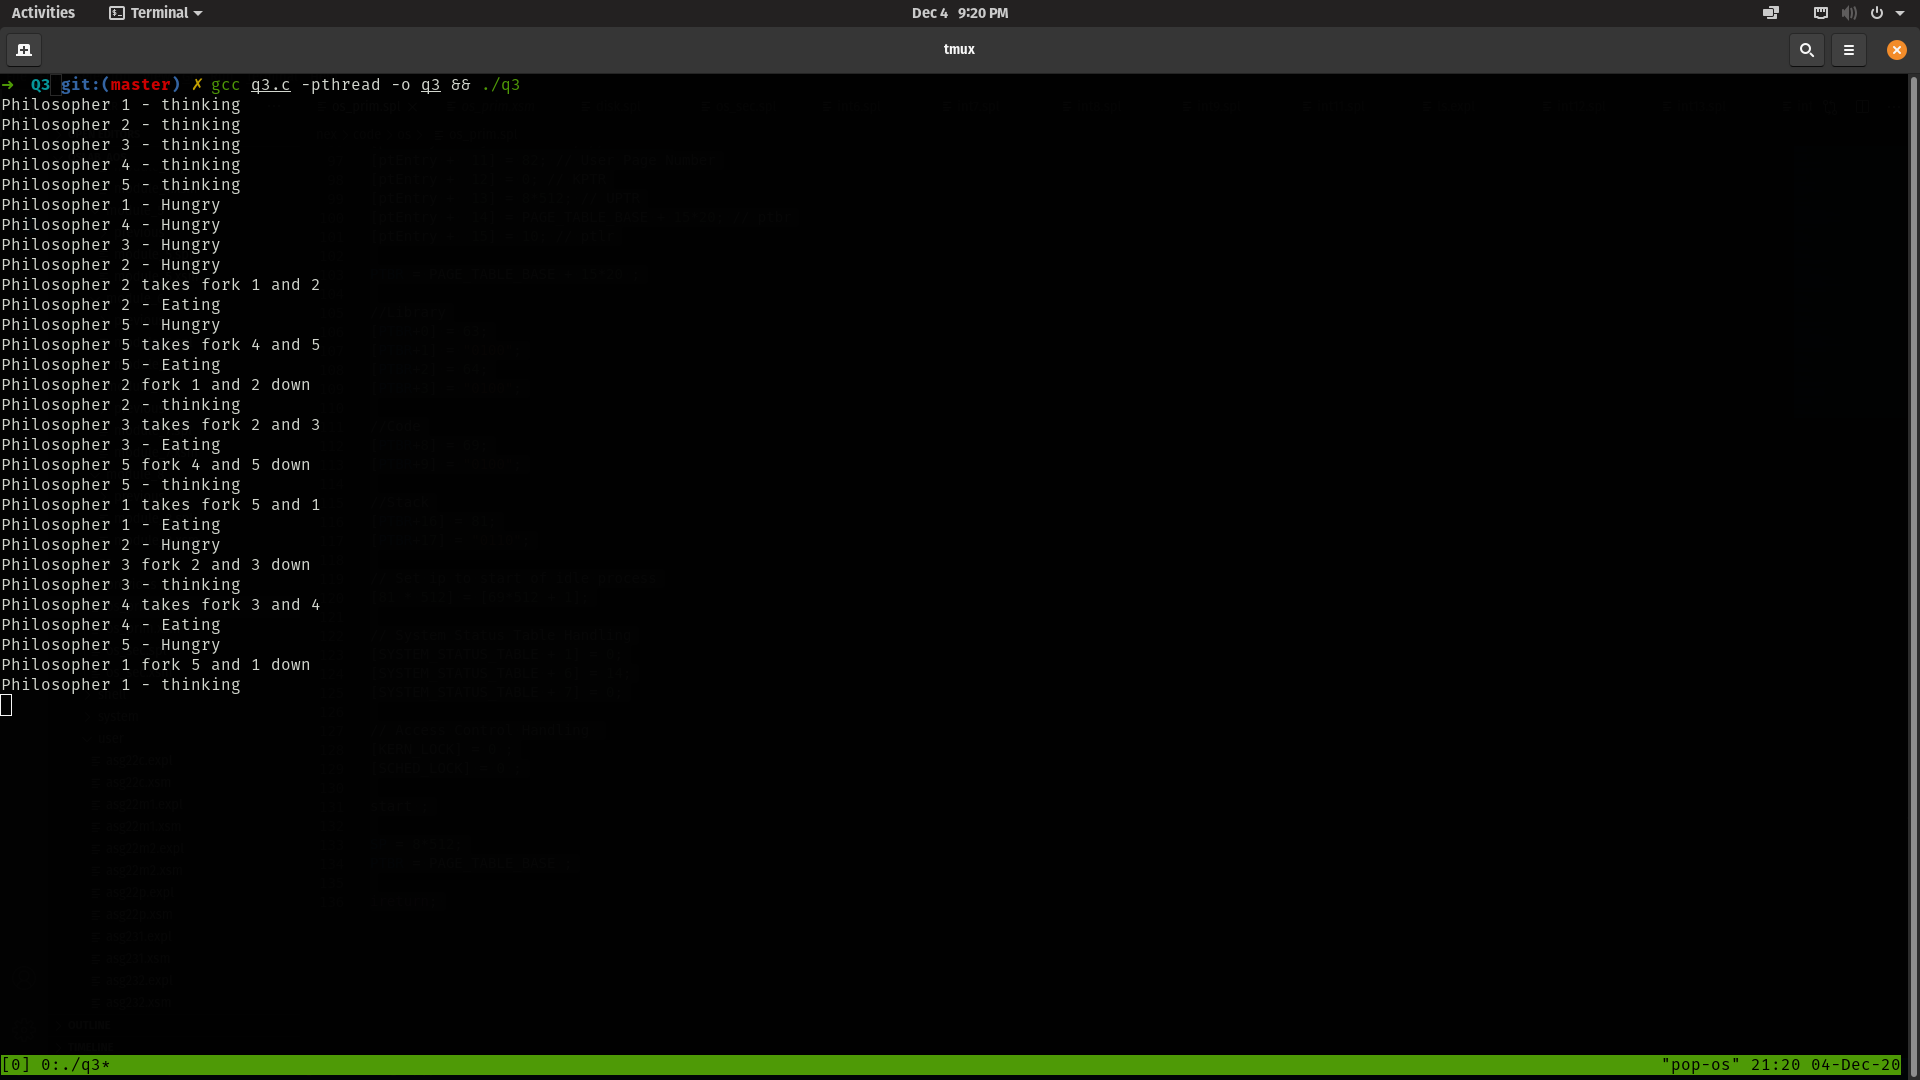 Activities Terminal Dec 4 9:20 PM
tmux
→ Q3 git:(master) ✗ gcc q3.c -pthread -o q3 && ./q3
Philosopher 1 - thinking
Philosopher 2 - thinking
Philosopher 3 - thinking
Philosopher 4 - thinking
Philosopher 5 - thinking
Philosopher 1 - Hungry
Philosopher 4 - Hungry
Philosopher 3 - Hungry
Philosopher 2 - Hungry
Philosopher 2 takes fork 1 and 2
Philosopher 2 - Eating
Philosopher 5 - Hungry
Philosopher 5 takes fork 4 and 5
Philosopher 5 - Eating
Philosopher 2 fork 1 and 2 down
Philosopher 2 - thinking
Philosopher 3 takes fork 2 and 3
Philosopher 3 - Eating
Philosopher 5 fork 4 and 5 down
Philosopher 5 - thinking
Philosopher 1 takes fork 5 and 1
Philosopher 1 - Eating
Philosopher 2 - Hungry
Philosopher 3 fork 2 and 3 down
Philosopher 3 - thinking
Philosopher 4 takes fork 3 and 4
Philosopher 4 - Eating
Philosopher 5 - Hungry
Philosopher 1 fork 5 and 1 down
Philosopher 1 - thinking
[0] 0:./q3* "pop-os" 21:20 04-Dec-20